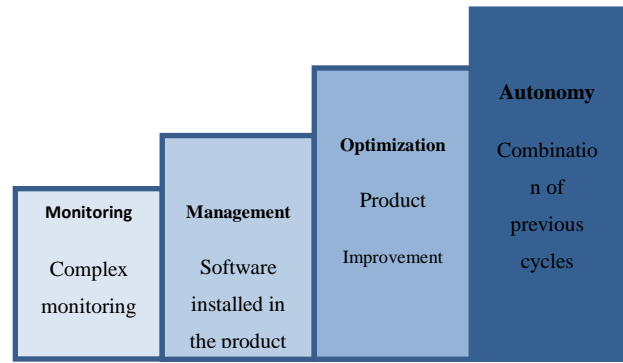 Monitoring
Complex
monitoring
Management
Software
installed in
the product
Optimization
Product
Improvement
Autonomy
Combinatio
n of
previous
cycles